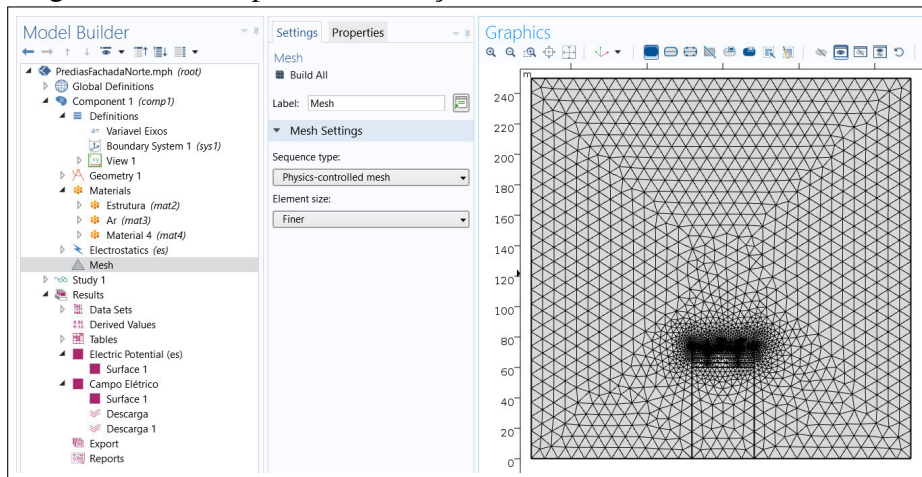 Model Builder
PrediasFachadaNorte.mph (root)
Global Definitions
Component 1 (comp1)
Definitions
a= Variavel Eixos
Boundary System 1 (sys1)
View 1
Geometry 1
Materials
Estrutura (mat2)
Ar (mat3)
Material 4 (mat4)
Electrostatics (es)
Mesh
Study 1
Results
Data Sets
Derived Values
Tables
Electric Potential (es)
Surface 1
Campo Elétrico
Surface 1
Descarga
Descarga 1
Export
Reports
Settings Properties
Mesh
Build All
Label: Mesh
Mesh Settings
Sequence type:
Physics-controlled mesh
Element size:
Finer
Graphics
m
240
220
200
180
160
140
120
100
80
60
40
20
0